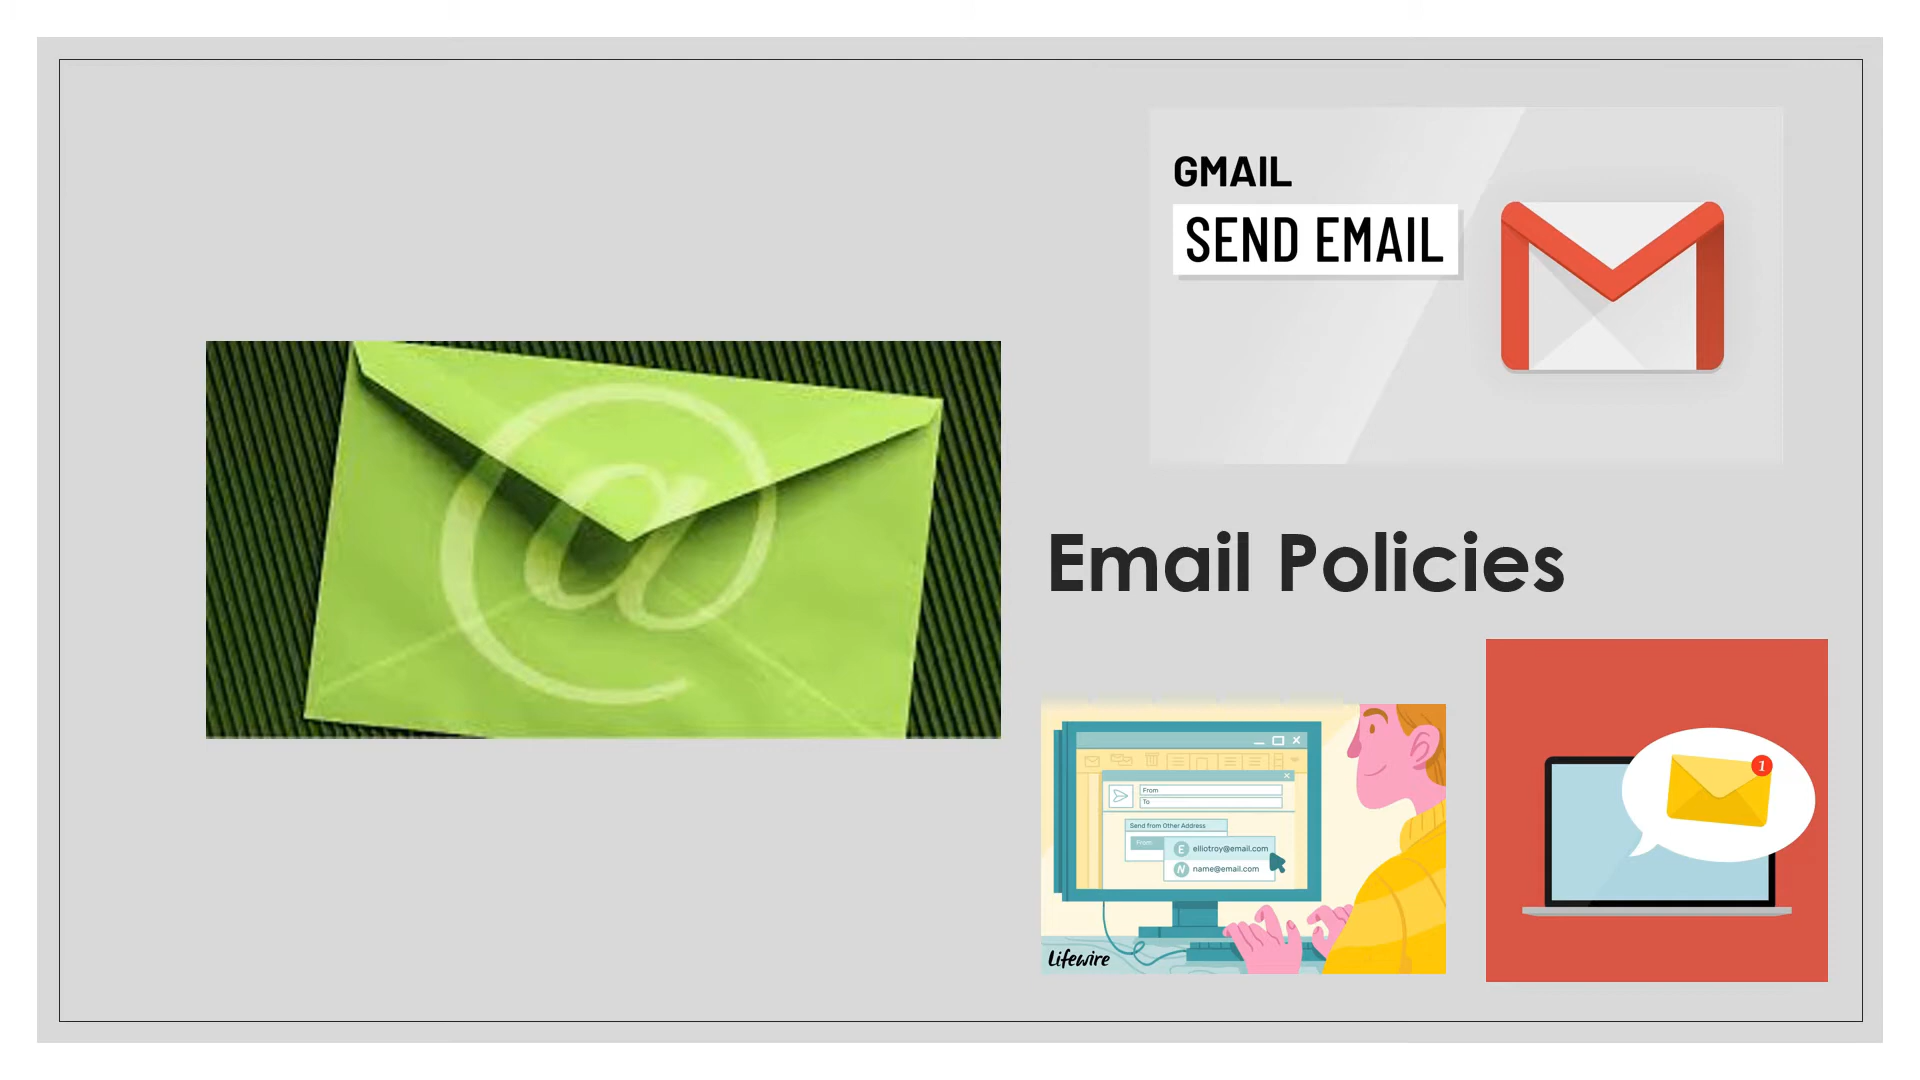 GMAIL
SEND EMAIL
@
Email Policies
From
To
Send from Other Address
From:
E elliotroy@email.com
N name@email.com
Lifewire
1